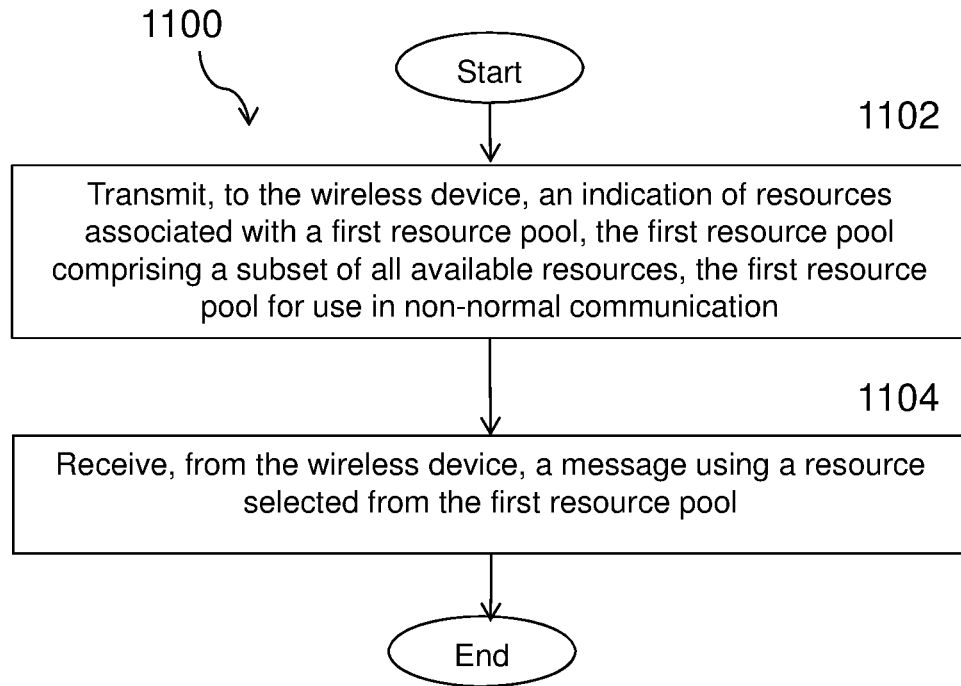 1100
Start
1102
Transmit, to the wireless device, an indication of resources
associated with a first resource pool, the first resource pool
comprising a subset of all available resources, the first resource
pool for use in non-normal communication
1104
Receive, from the wireless device, a message using a resource
selected from the first resource pool
End